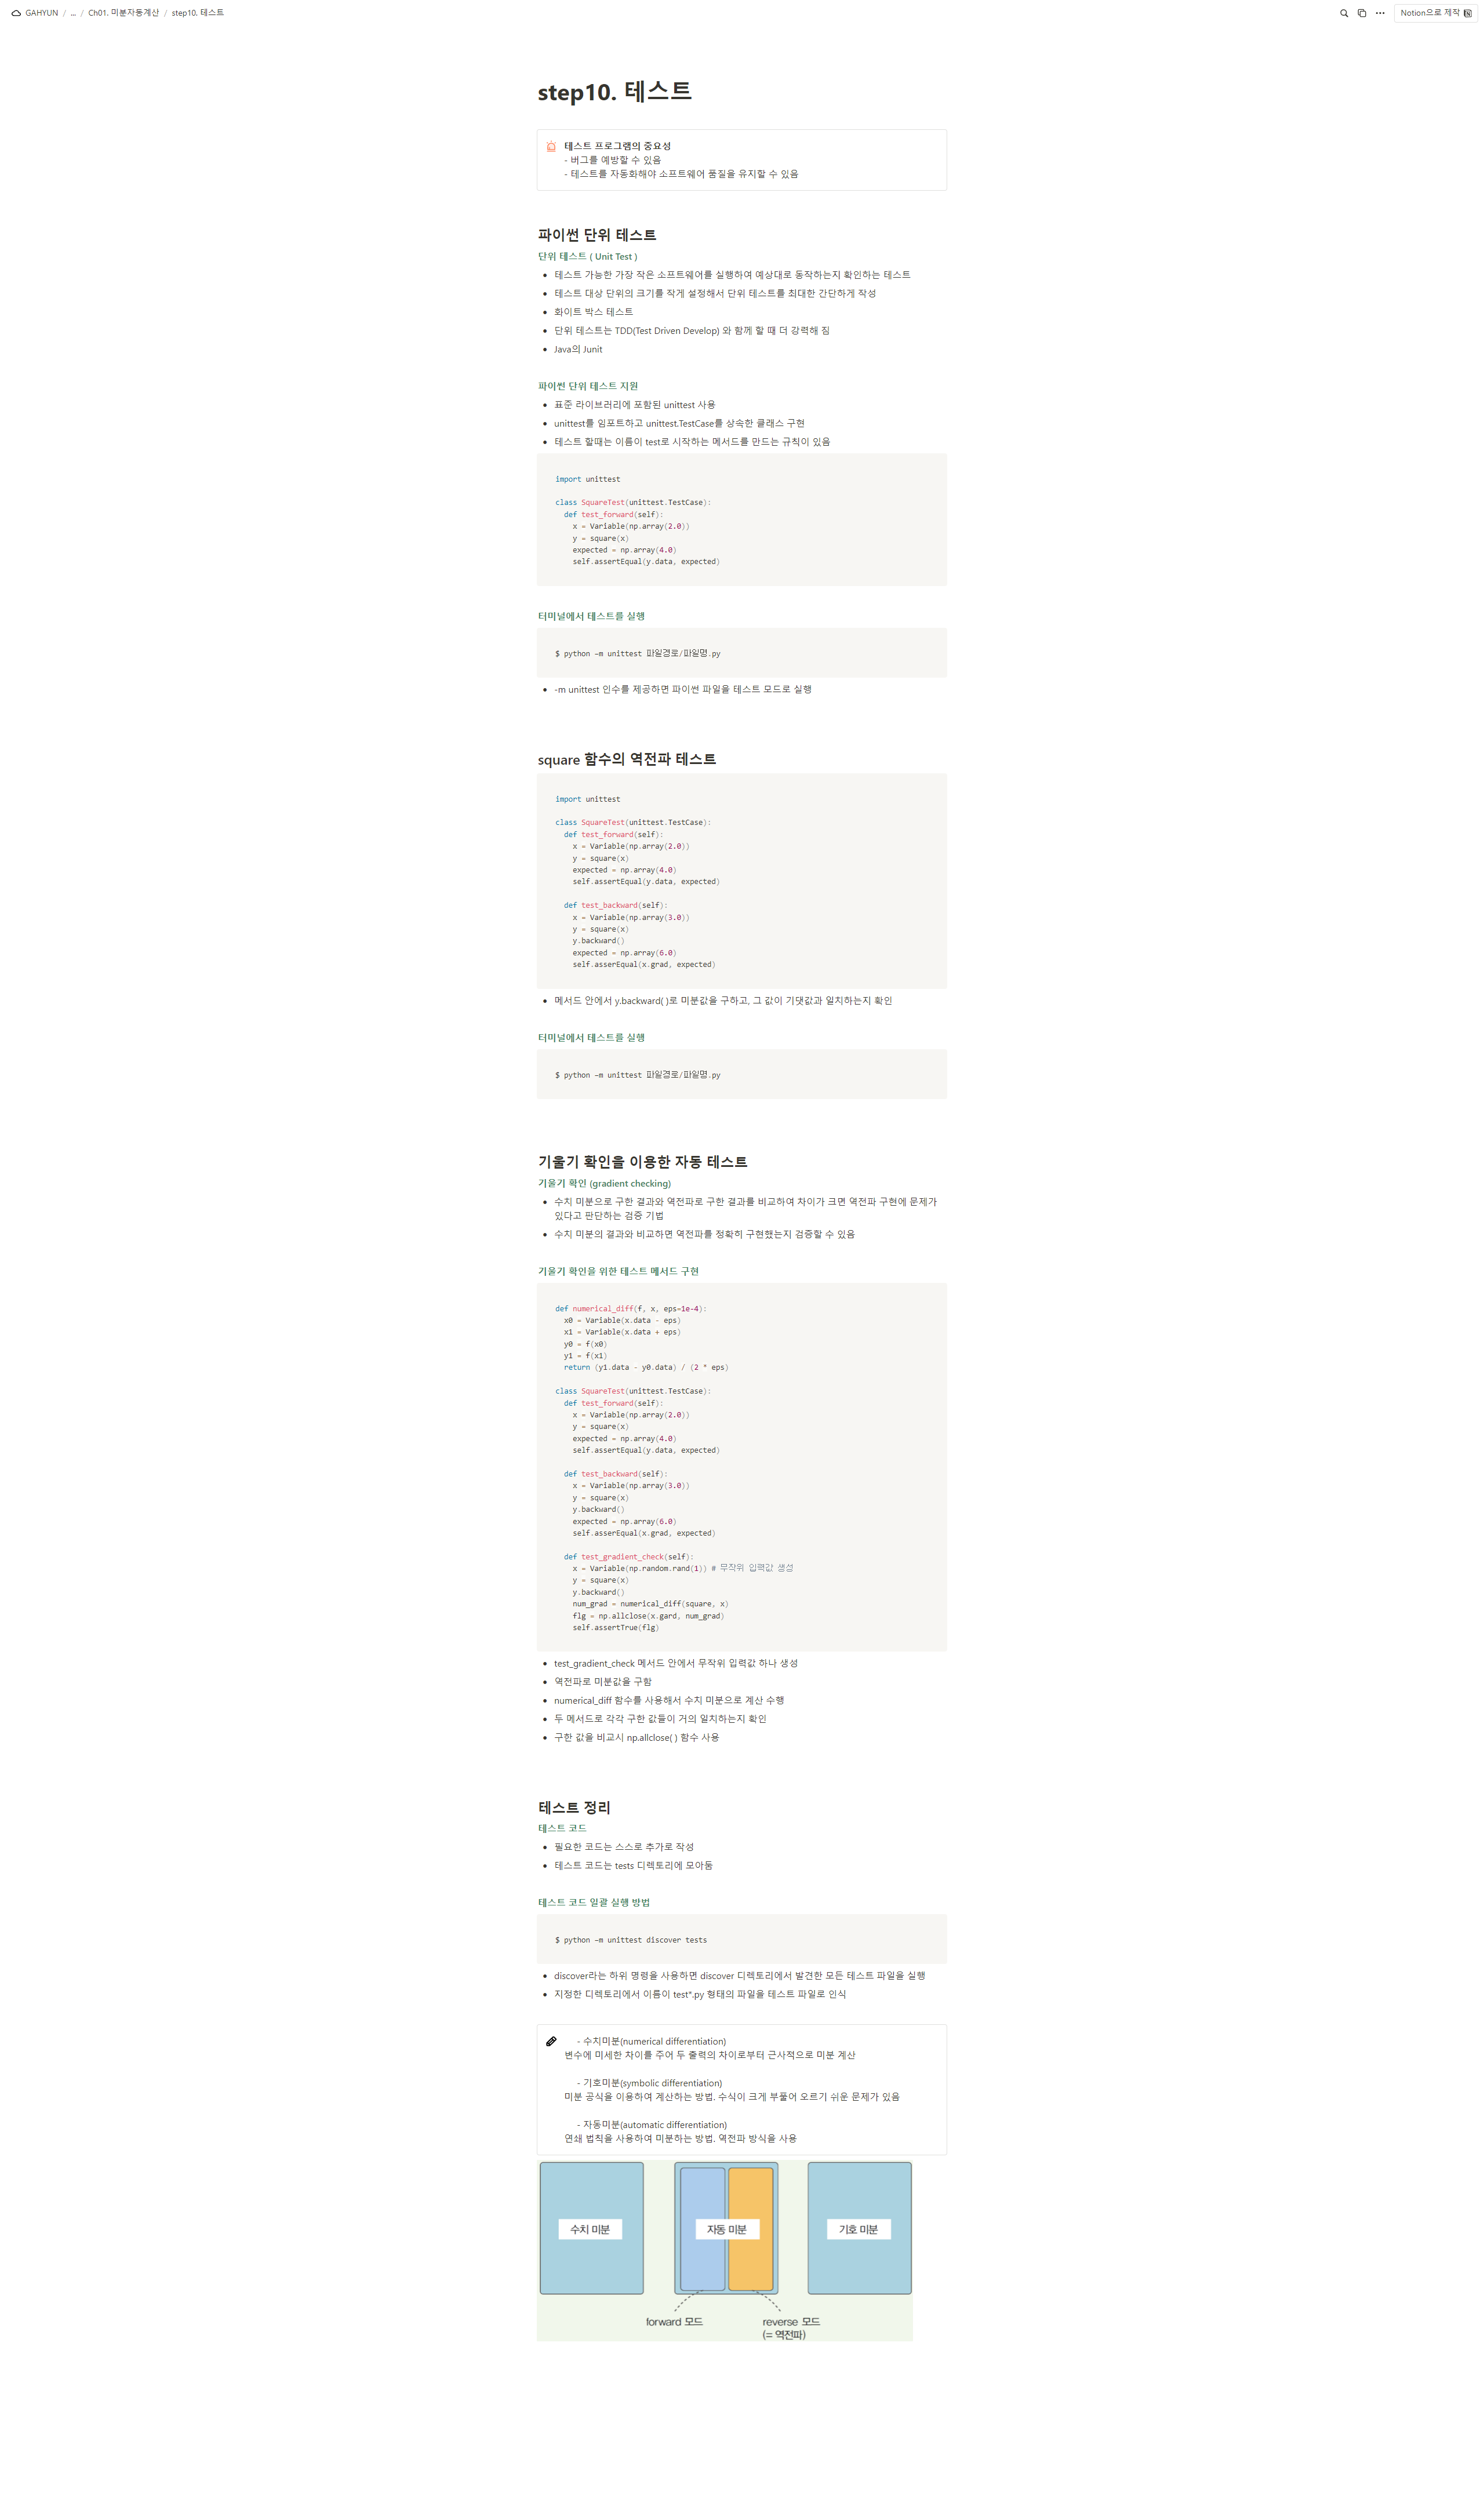 GAHYUN / ... / Ch01. 미분자동계산 / step10. 테스트
Notion으로 제작
step10. 테스트
테스트 프로그램의 중요성
- 버그를 예방할 수 있음
- 테스트를 자동화해야 소프트웨어 품질을 유지할 수 있음
파이썬 단위 테스트
단위 테스트 ( Unit Test )
• 테스트 가능한 가장 작은 소프트웨어를 실행하여 예상대로 동작하는지 확인하는 테스트
• 테스트 대상 단위의 크기를 작게 설정해서 단위 테스트를 최대한 간단하게 작성
• 화이트 박스 테스트
• 단위 테스트는 TDD(Test Driven Develop) 와 함께 할 때 더 강력해 짐
• Java의 Junit
파이썬 단위 테스트 지원
• 표준 라이브러리에 포함된 unittest 사용
• unittest를 임포트하고 unittest.TestCase를 상속한 클래스 구현
• 테스트 할때는 이름이 test로 시작하는 메서드를 만드는 규칙이 있음
import unittest
class SquareTest(unittest.TestCase):
def test_forward(self):
x = Variable(np.array(2.0))
y = square(x)
expected = np.array(4.0)
self.assertEqual(y.data, expected)
터미널에서 테스트를 실행
$ python -m unittest 파일경로/파일명.py
• -m unittest 인수를 제공하면 파이썬 파일을 테스트 모드로 실행
square 함수의 역전파 테스트
import unittest
class SquareTest(unittest.TestCase):
def test_forward(self):
x = Variable(np.array(2.0))
y = square(x)
expected = np.array(4.0)
self.assertEqual(y.data, expected)
def test_backward(self):
x = Variable(np.array(3.0))
y = square(x)
y.backward()
expected = np.array(6.0)
self.asserEqual(x.grad, expected)
• 메서드 안에서 y.backward( )로 미분값을 구하고, 그 값이 기댓값과 일치하는지 확인
터미널에서 테스트를 실행
$ python -m unittest 파일경로/파일명.py
기울기 확인을 이용한 자동 테스트
기울기 확인 (gradient checking)
• 수치 미분으로 구한 결과와 역전파로 구한 결과를 비교하여 차이가 크면 역전파 구현에 문제가
있다고 판단하는 검증 기법
• 수치 미분의 결과와 비교하면 역전파를 정확히 구현했는지 검증할 수 있음
기울기 확인을 위한 테스트 메서드 구현
def numerical_diff(f, x, eps=1e-4):
x0 = Variable(x.data - eps)
x1 = Variable(x.data + eps)
y0 = f(x0)
y1 = f(x1)
return (y1.data - y0.data) / (2 * eps)
class SquareTest(unittest.TestCase):
def test_forward(self):
x = Variable(np.array(2.0))
y = square(x)
expected = np.array(4.0)
self.assertEqual(y.data, expected)
def test_backward(self):
x = Variable(np.array(3.0))
y = square(x)
y.backward()
expected = np.array(6.0)
self.asserEqual(x.grad, expected)
def test_gradient_check(self):
x = Variable(np.random.rand(1)) # 무작위 입력값 생성
y = square(x)
y.backward()
num_grad = numerical_diff(square, x)
flg = np.allclose(x.gard, num_grad)
self.assertTrue(flg)
• test_gradient_check 메서드 안에서 무작위 입력값 하나 생성
• 역전파로 미분값을 구함
• numerical_diff 함수를 사용해서 수치 미분으로 계산 수행
• 두 메서드로 각각 구한 값들이 거의 일치하는지 확인
• 구한 값을 비교시 np.allclose( ) 함수 사용
테스트 정리
테스트 코드
• 필요한 코드는 스스로 추가로 작성
• 테스트 코드는 tests 디렉토리에 모아둠
테스트 코드 일괄 실행 방법
$ python -m unittest discover tests
• discover라는 하위 명령을 사용하면 discover 디렉토리에서 발견한 모든 테스트 파일을 실행
• 지정한 디렉토리에서 이름이 test*.py 형태의 파일을 테스트 파일로 인식
- 수치미분(numerical differentiation)
변수에 미세한 차이를 주어 두 출력의 차이로부터 근사적으로 미분 계산
- 기호미분(symbolic differentiation)
미분 공식을 이용하여 계산하는 방법. 수식이 크게 부풀어 오르기 쉬운 문제가 있음
- 자동미분(automatic differentiation)
연쇄 법칙을 사용하여 미분하는 방법. 역전파 방식을 사용
수치 미분
자동 미분
기호 미분
forward 모드
reverse 모드
(= 역전파)